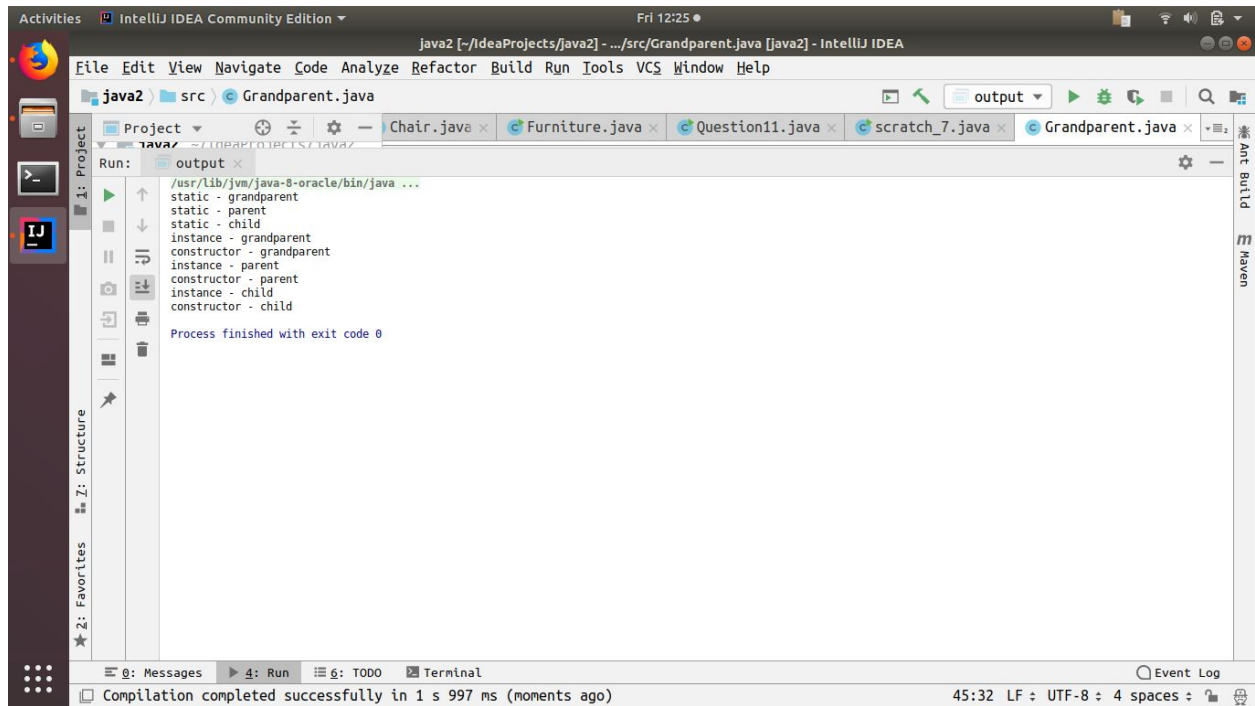 Activities IntelliJ IDEA Community Edition Fri 12:25
java2 [~/IdeaProjects/java2] - .../src/Grandparent.java [java2] - IntelliJ IDEA
File Edit View Navigate Code Analyze Refactor Build Run Tools VCS Window Help
java2 src Grandparent.java output
1: Project Project Chair.java Furniture.java Question11.java scratch_7.java Grandparent.java 2
java2 ~/IdeaProjects/java2
Run: output
Ant Build
Maven
/usr/lib/jvm/java-8-oracle/bin/java ...
static - grandparent
static - parent
static - child
instance - grandparent
constructor - grandparent
instance - parent
constructor - parent
instance - child
constructor - child
Process finished with exit code 0
7: Structure
2: Favorites
0: Messages 4: Run 6: TODO Terminal Event Log
Compilation completed successfully in 1 s 997 ms (moments ago) 45:32 LF UTF-8 4 spaces